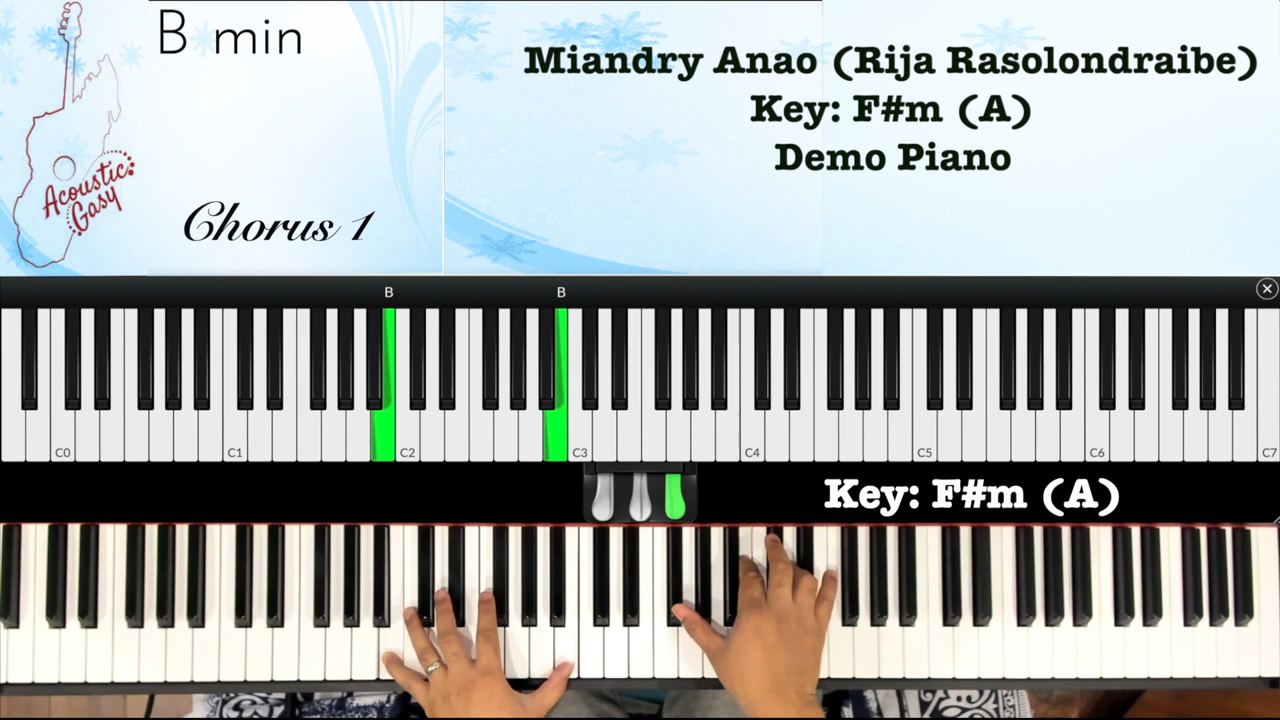 B min
Miandry Anao (Rija Rasolondraibe)
Key: F#m (A)
Demo Piano
Acoustic
Gasy
Chorus 1
B B
C0 C1 C2 C3 C4 C5 C6 C7
Key: F#m (A)